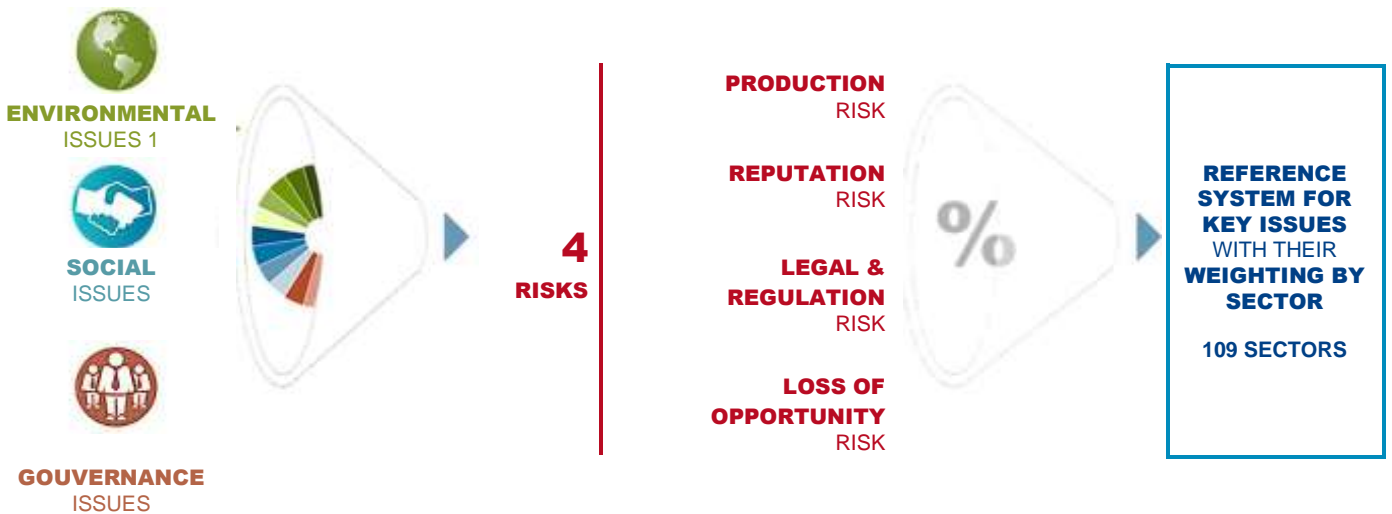 ENVIRONMENTAL
ISSUES 1
SOCIAL
ISSUES
GOUVERNANCE
ISSUES
4
RISKS
PRODUCTION
RISK
REPUTATION
RISK
LEGAL &
REGULATION
RISK
LOSS OF
OPPORTUNITY
RISK
%
REFERENCE
SYSTEM FOR
KEY ISSUES
WITH THEIR
WEIGHTING BY
SECTOR
109 SECTORS